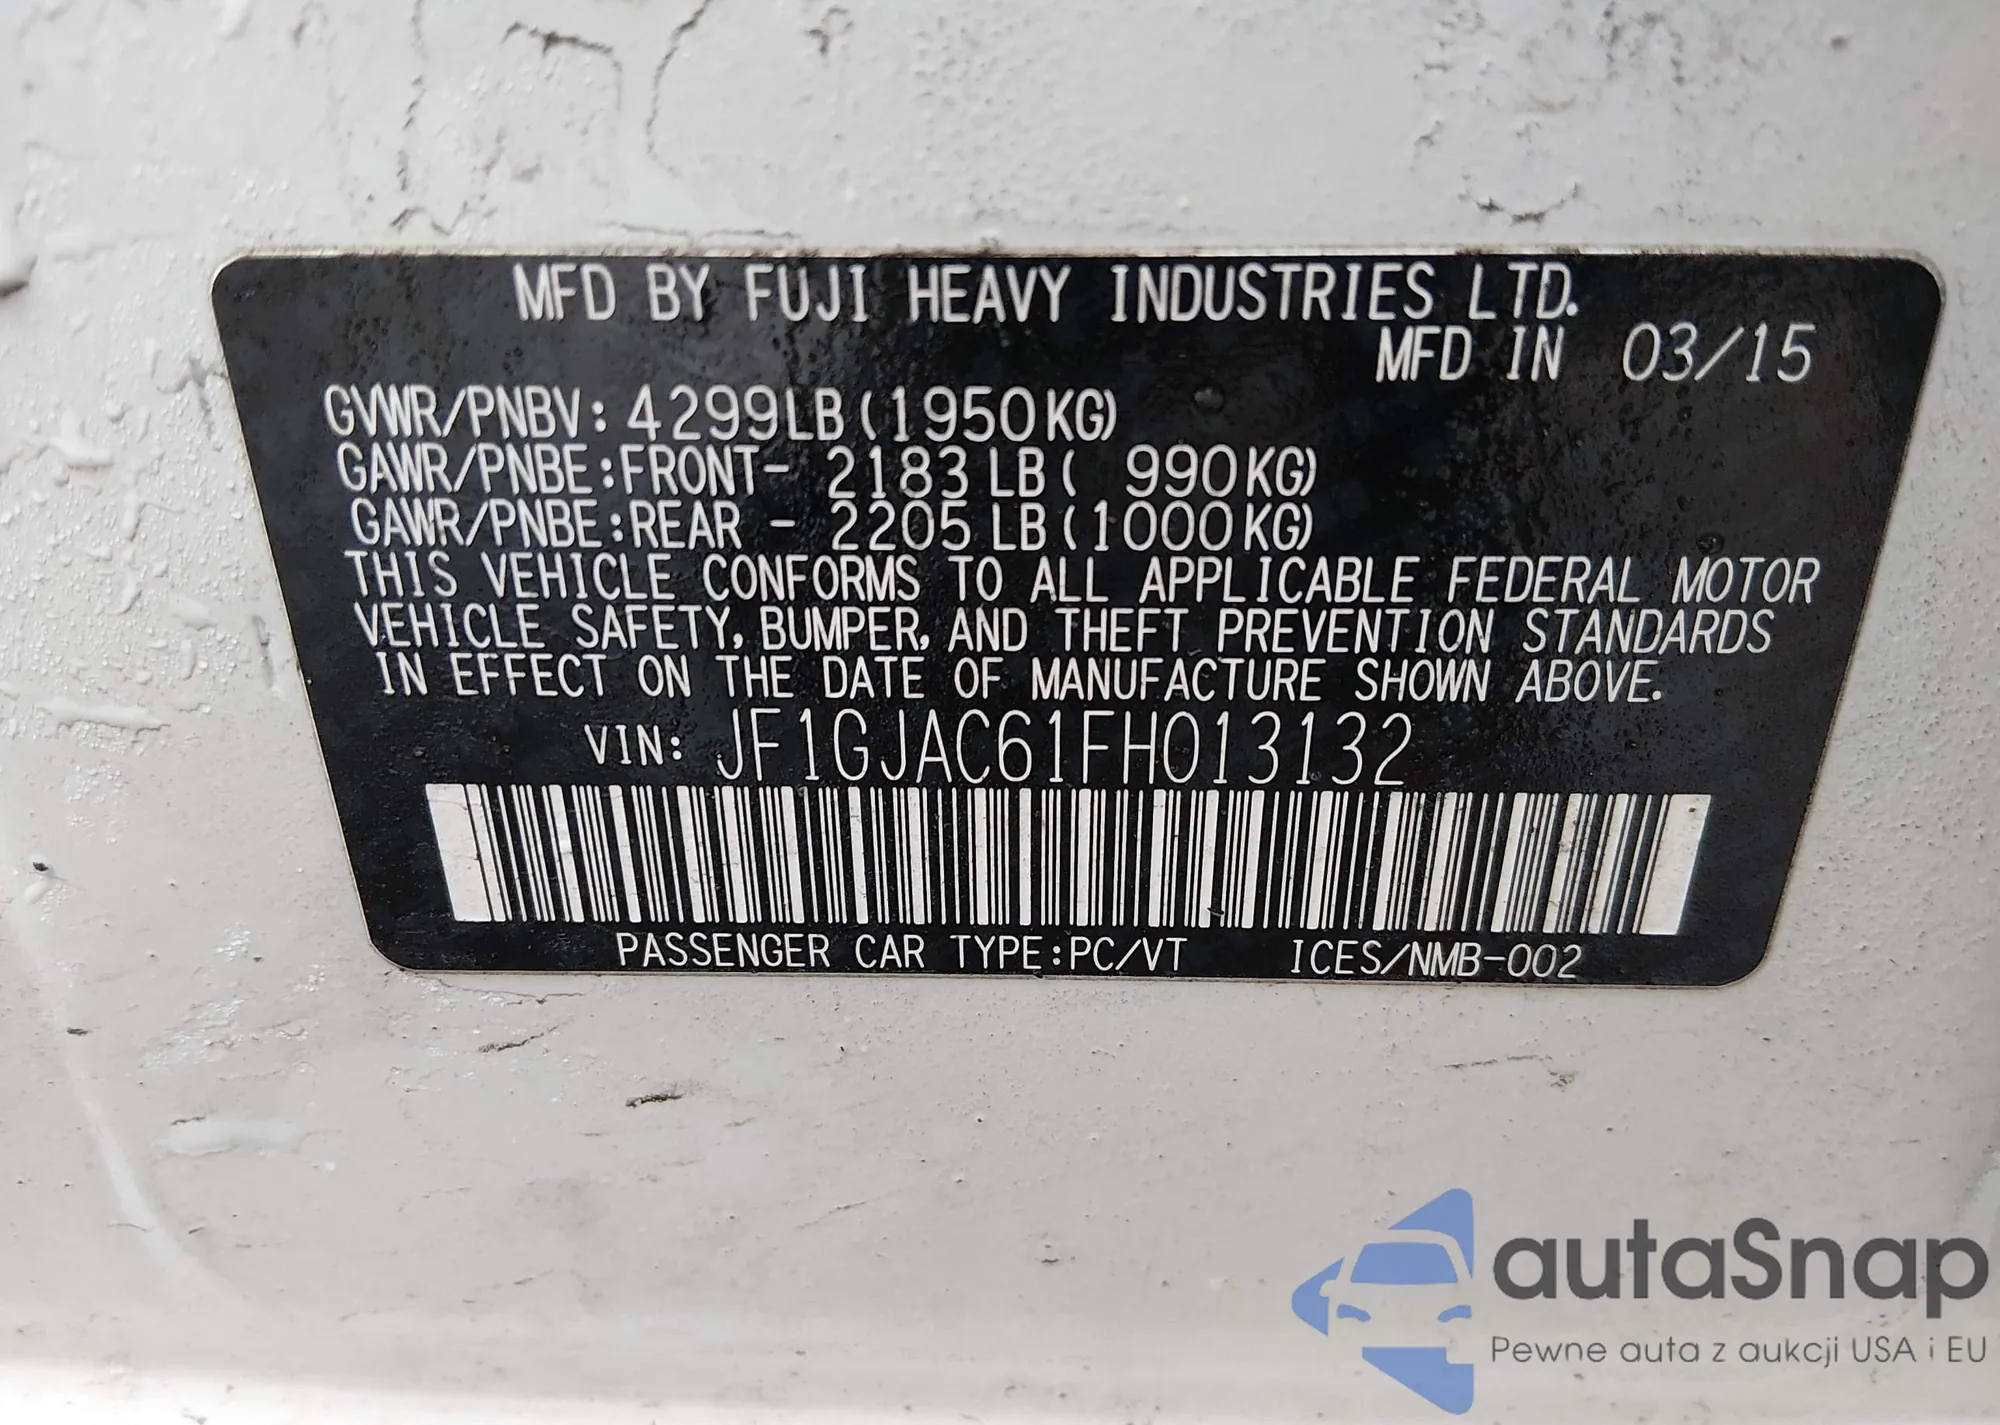 MFD BY FUJI HEAVY INDUSTRIES LTD.
MFD IN 03/15
GVWR/PNBV: 4299LB (1950KG)
GAWR/PNBE:FRONT- 2183 LB ( 990KG)
GAWR/PNBE:REAR - 2205 LB (1000KG)
THIS VEHICLE CONFORMS TO ALL APPLICABLE FEDERAL MOTOR
VEHICLE SAFETY, BUMPER, AND THEFT PREVENTION STANDARDS
IN EFFECT ON THE DATE OF MANUFACTURE SHOWN ABOVE.
VIN: JF1GJAC61FH013132
PASSENGER CAR TYPE:PC/VT ICES/NMB-002
autaSnap
Pewne auta z aukcji USA i EU